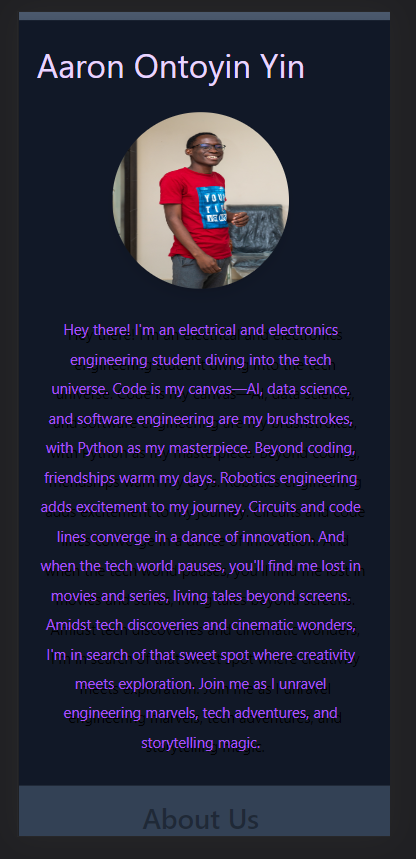 Aaron Ontoyin Yin
YOU
Hey there! I'm an electrical and electronics
engineering student diving into the tech
universe. Code is my canvas—AI, data science,
and software engineering are my brushstrokes,
with Python as my masterpiece. Beyond coding,
friendships warm my days. Robotics engineering
adds excitement to my journey. Circuits and code
lines converge in a dance of innovation. And
when the tech world pauses, you'll find me lost in
movies and series, living tales beyond screens.
Amidst tech discoveries and cinematic wonders,
I'm in search of that sweet spot where creativity
meets exploration. Join me as I unravel
engineering marvels, tech adventures, and
storytelling magic.
About Us